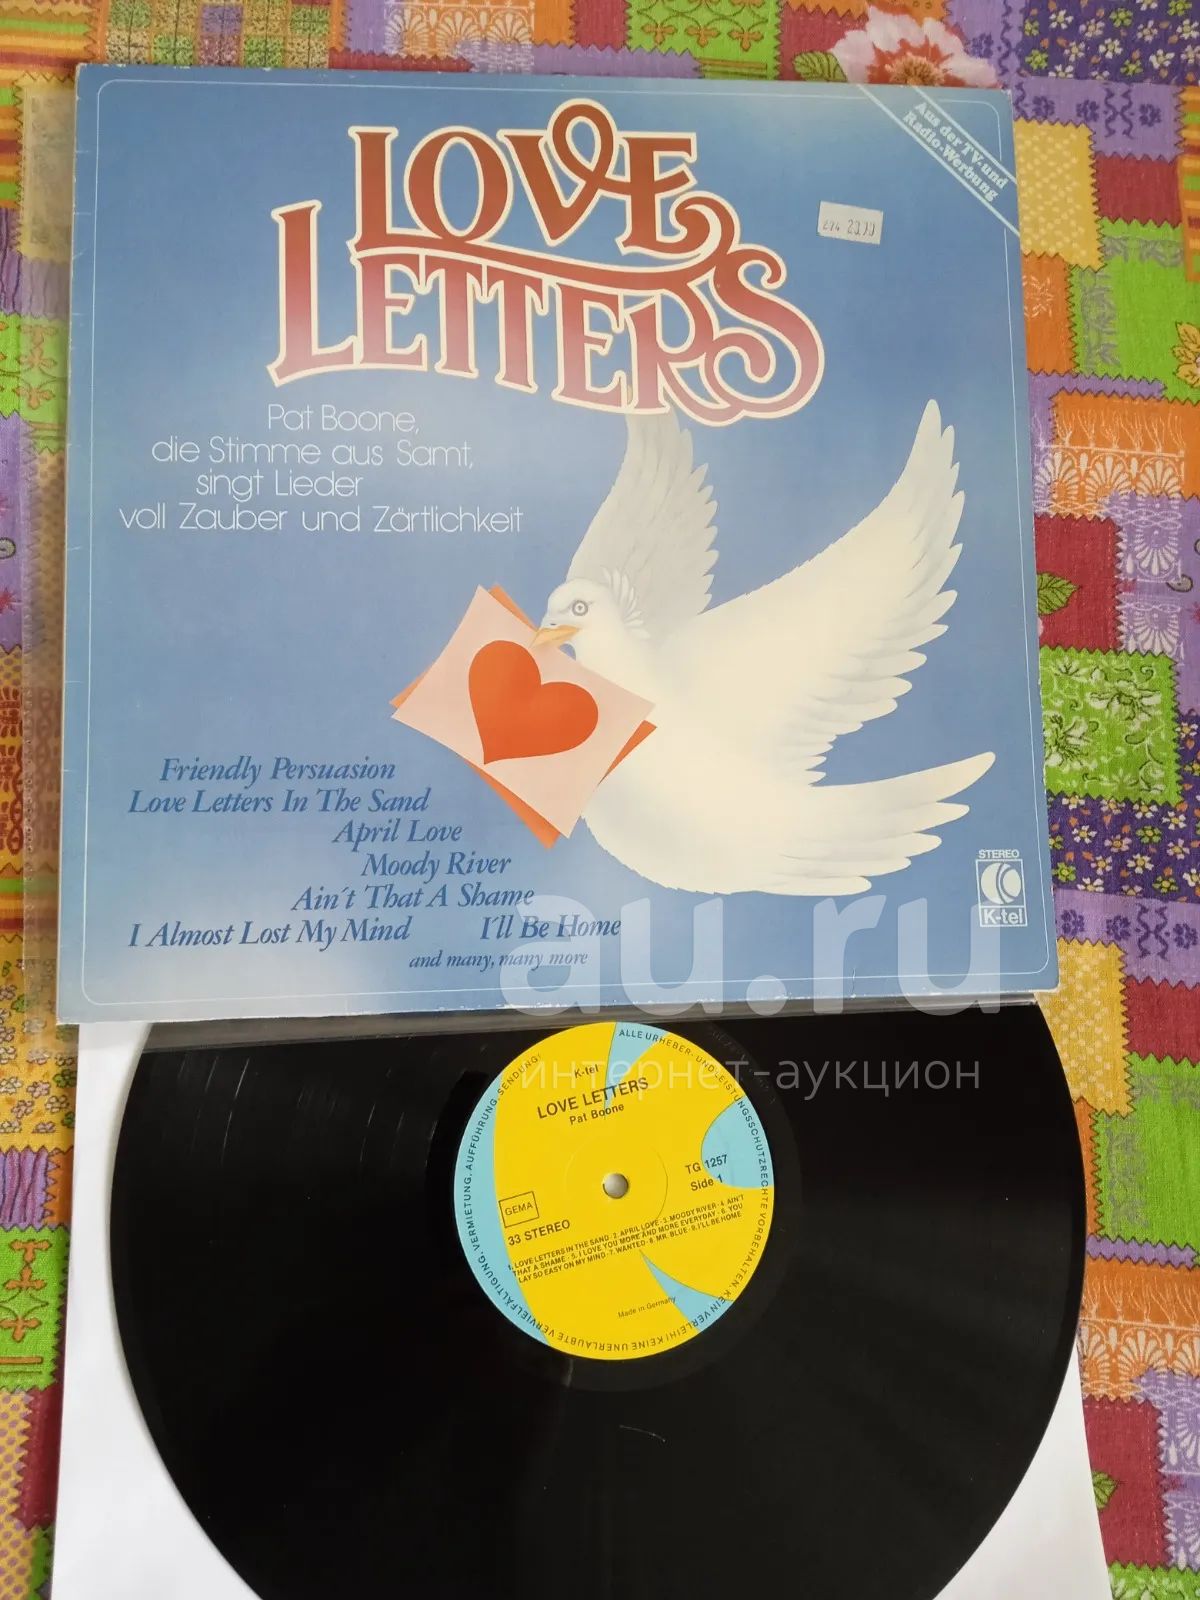 LOVE
LETTERS
Aus der TV- und
Radio-Werbung
Pat Boone,
die Stimme aus Samt,
singt Lieder
voll Zauber und Zärtlichkeit
Friendly Persuasion
Love Letters In The Sand
April Love
Moody River
Ain´t That A Shame
I Almost Lost My Mind I´ll Be Home
and many, many more
STEREO
K-tel
au.ru
интернет-аукцион
ALLE URHEBER- UND LEISTUNGSSCHUTZRECHTE VORBEHALTEN. KEIN VERLEIH! KEINE UNERLAUBTE VERVIELFÄLTIGUNG, VERMIETUNG, AUFFÜHRUNG, SENDUNG!
K-tel
LOVE LETTERS
Pat Boone
TG 1257
Side 1
GEMA
33 STEREO
1. LOVE LETTERS IN THE SAND - 2. APRIL LOVE - 3. MOODY RIVER - 4. AIN'T
THAT A SHAME - 5. I LOVE YOU MORE AND MORE EVERYDAY - 6. YOU
LAY SO EASY ON MY MIND - 7. WANTED - 8. MR. BLUE - 9. I'LL BE HOME
Made in Germany